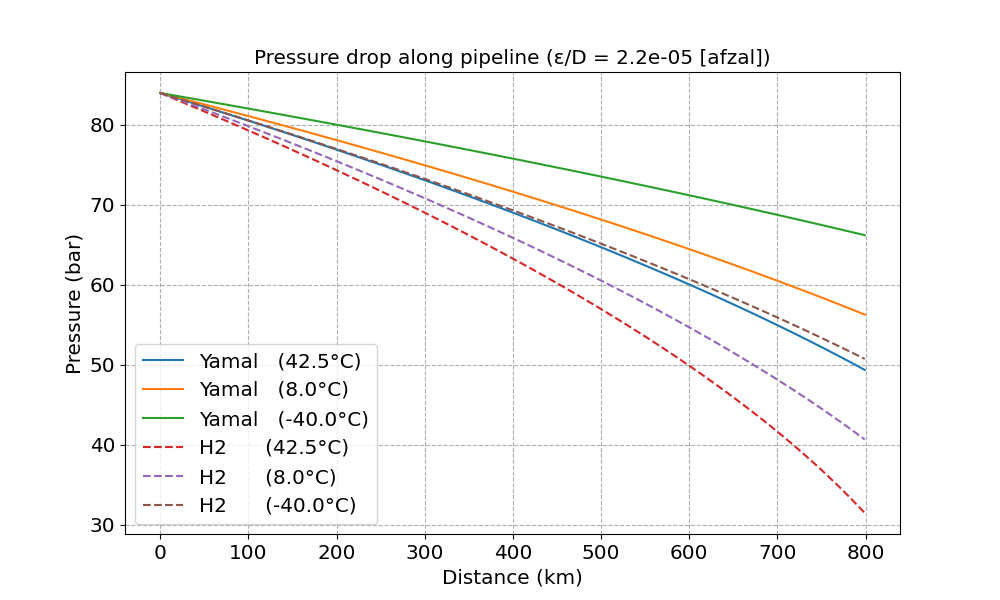 Pressure drop along pipeline (ε/D = 2.2e-05 [afzal])
Pressure (bar)
80
70
60
50
40
30
Yamal (42.5°C)
Yamal (8.0°C)
Yamal (-40.0°C)
H2 (42.5°C)
H2 (8.0°C)
H2 (-40.0°C)
0 100 200 300 400 500 600 700 800
Distance (km)